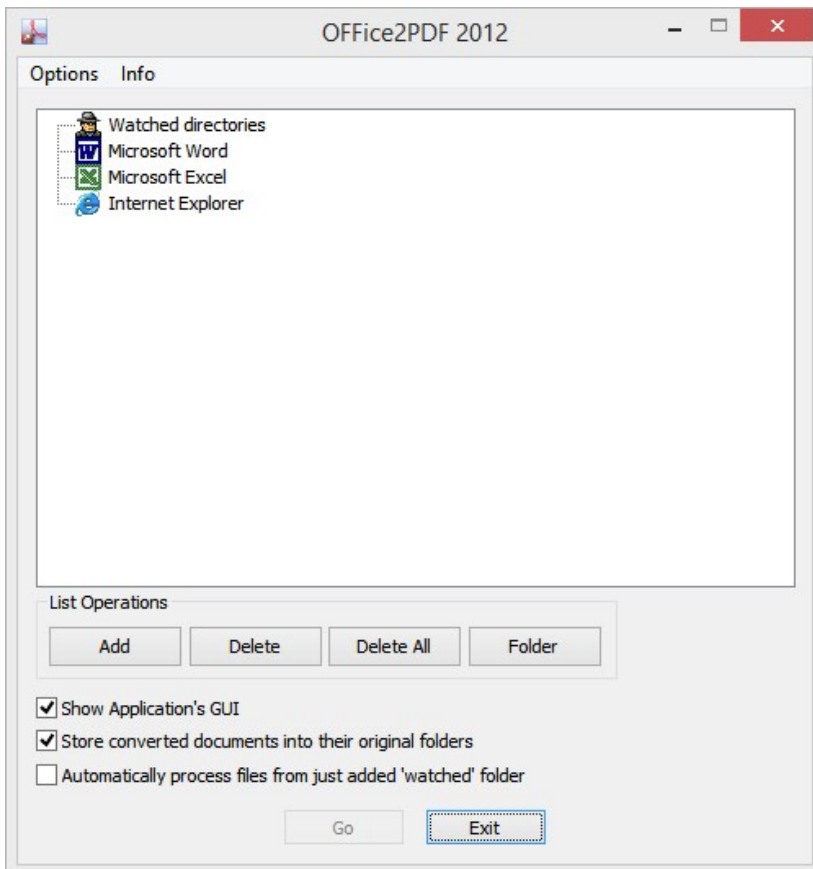 OFFice2PDF 2012
Options Info
Watched directories
Microsoft Word
Microsoft Excel
Internet Explorer
List Operations
Add Delete Delete All Folder
Show Application's GUI
Store converted documents into their original folders
Automatically process files from just added 'watched' folder
Go Exit